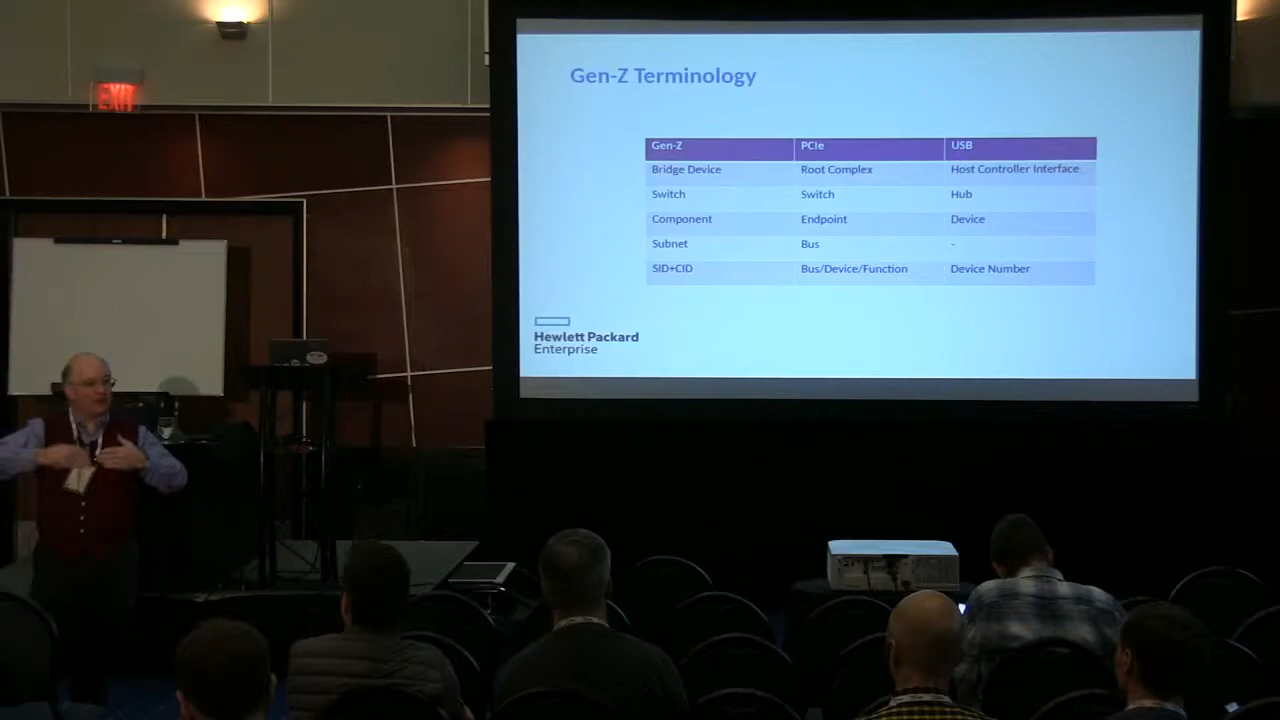 EXIT
Gen-Z Terminology
Gen-Z PCIe USB
Bridge Device Root Complex Host Controller Interface
Switch Switch Hub
Component Endpoint Device
Subnet Bus -
SID+CID Bus/Device/Function Device Number
Hewlett Packard
Enterprise